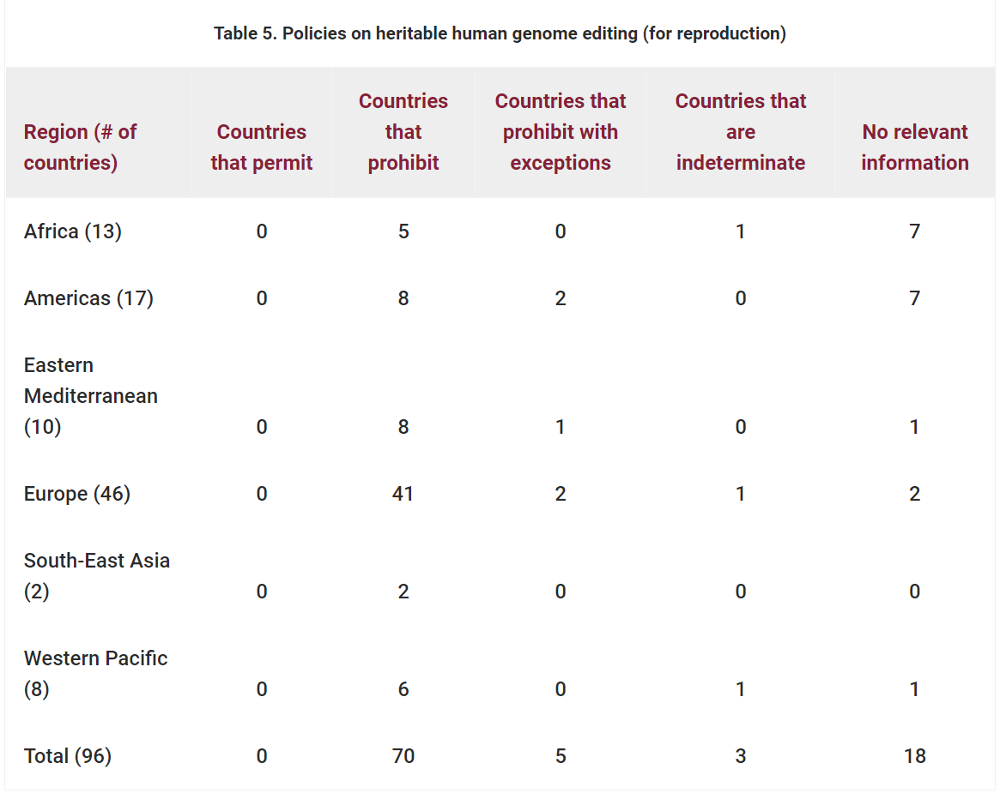 Table 5. Policies on heritable human genome editing (for reproduction)
Region (# of countries) Countries that permit Countries that prohibit Countries that prohibit with exceptions Countries that are indeterminate No relevant information
Africa (13) 0 5 0 1 7
Americas (17) 0 8 2 0 7
Eastern Mediterranean (10) 0 8 1 0 1
Europe (46) 0 41 2 1 2
South-East Asia (2) 0 2 0 0 0
Western Pacific (8) 0 6 0 1 1
Total (96) 0 70 5 3 18